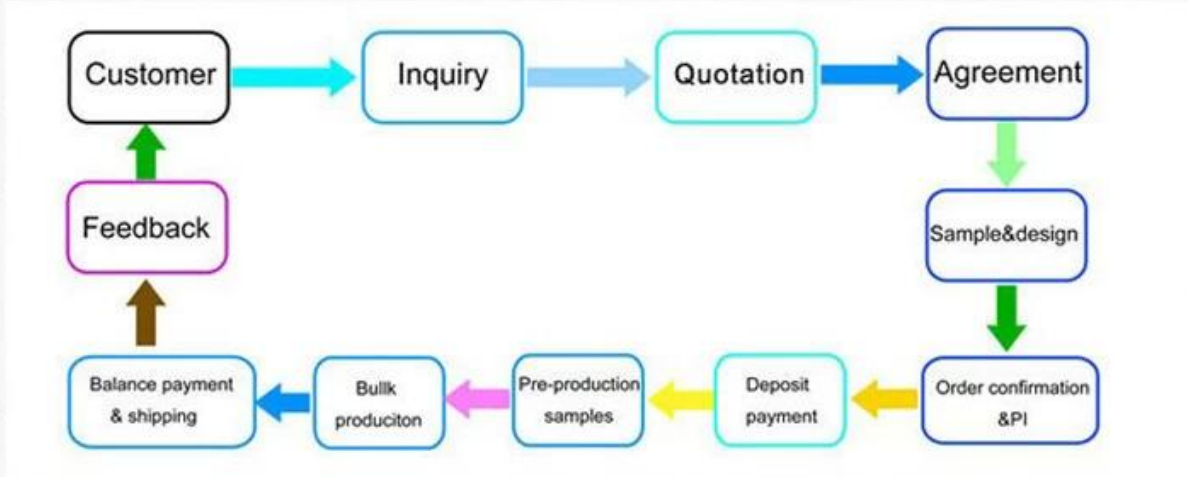 Customer
Inquiry
Quotation
Agreement
Sample&design
Order confirmation
&PI
Deposit
payment
Pre-production
samples
Bullk
produciton
Balance payment
& shipping
Feedback